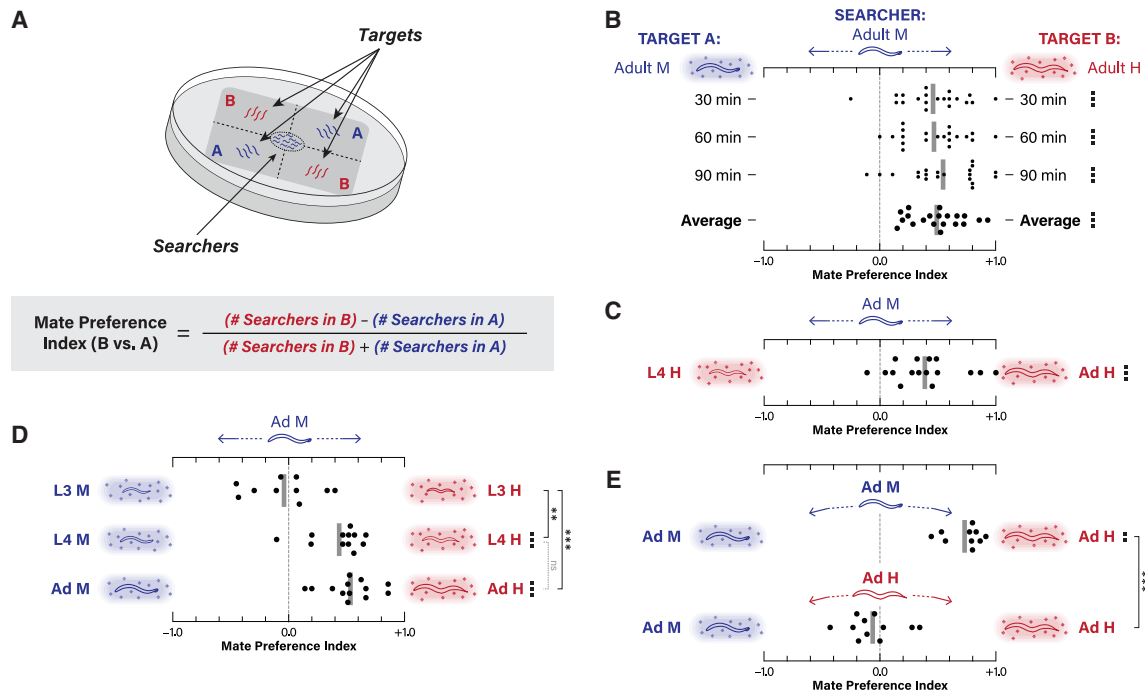 A
Targets
B
A
A
B
Searchers
Mate Preference
Index (B vs. A)
=
(# Searchers in B) – (# Searchers in A)
(# Searchers in B) + (# Searchers in A)
B
SEARCHER:
Adult M
TARGET A:
Adult M
TARGET B:
Adult H
30 min
30 min
60 min
60 min
90 min
90 min
Average
Average
-1.0
0.0
+1.0
Mate Preference Index
C
Ad M
L4 H
Ad H
-1.0
0.0
+1.0
Mate Preference Index
D
Ad M
L3 M
L3 H
L4 M
L4 H
Ad M
Ad H
**
***
ns
-1.0
0.0
+1.0
Mate Preference Index
E
Ad M
Ad M
Ad H
Ad H
Ad M
Ad H
***
-1.0
0.0
+1.0
Mate Preference Index